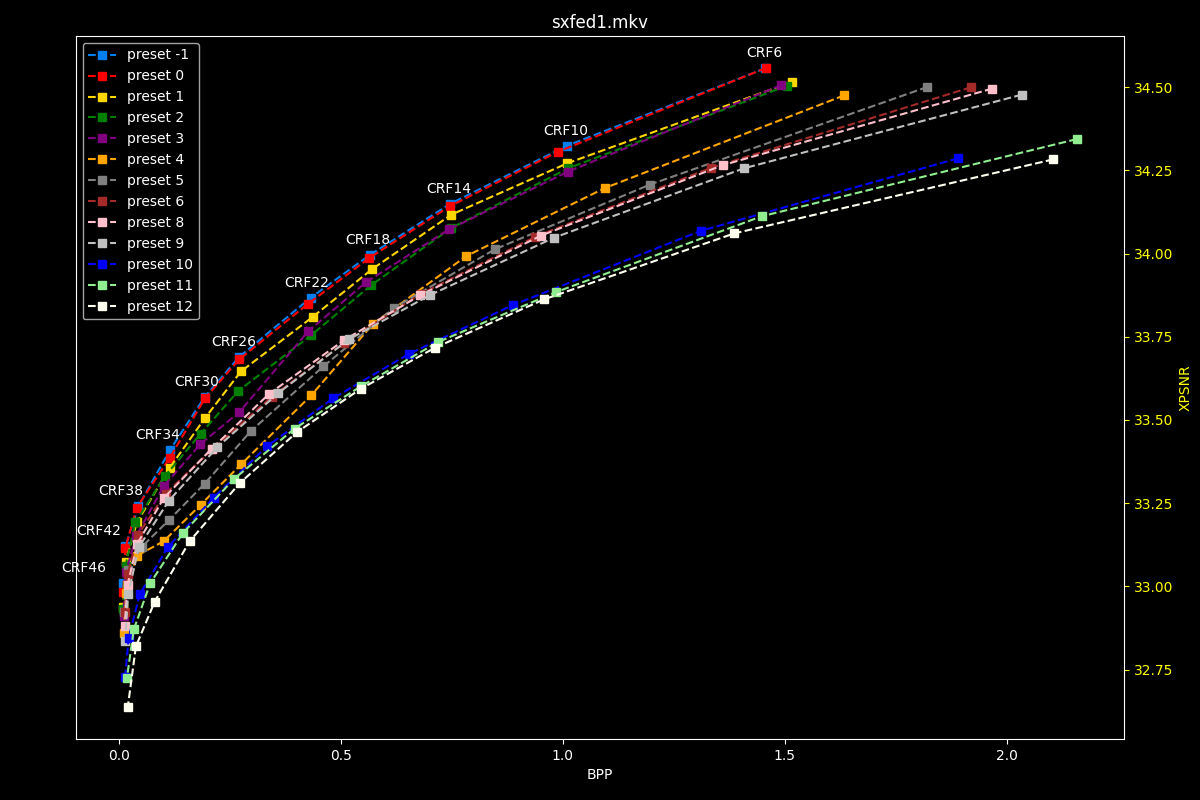 sxfed1.mkv
preset -1
preset 0
preset 1
preset 2
preset 3
preset 4
preset 5
preset 6
preset 8
preset 9
preset 10
preset 11
preset 12
CRF6
CRF10
CRF14
CRF18
CRF22
CRF26
CRF30
CRF34
CRF38
CRF42
CRF46
34.50
34.25
34.00
33.75
33.50
33.25
33.00
32.75
XPSNR
0.0 0.5 1.0 1.5 2.0
BPP